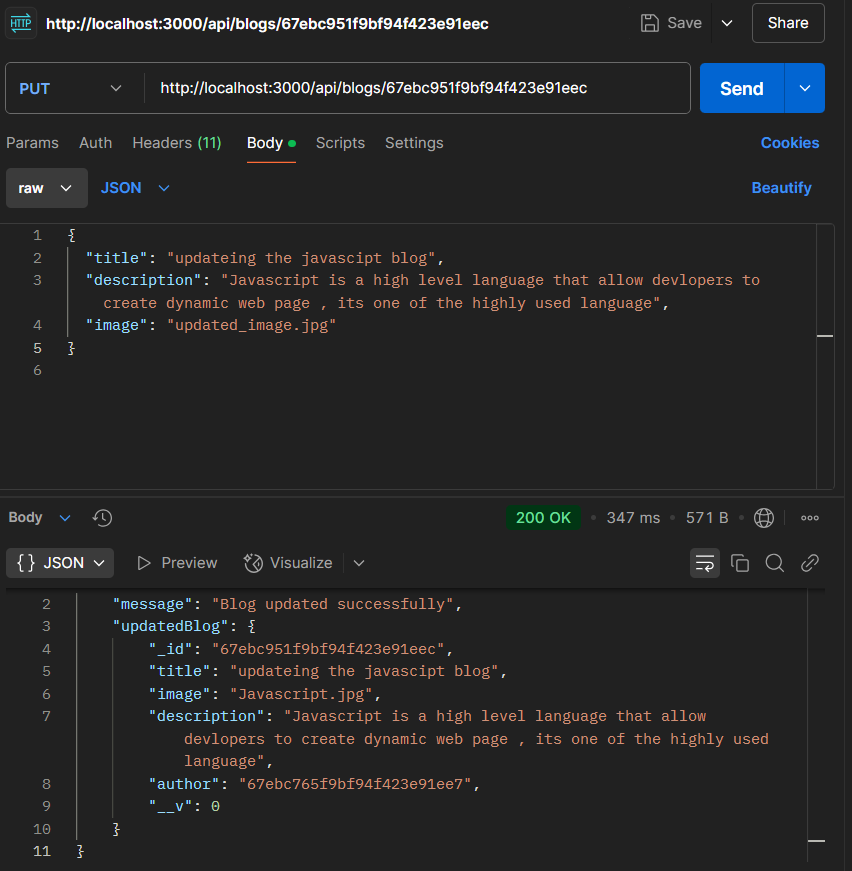 HTTP http://localhost:3000/api/blogs/67ebc951f9bf94f423e91eec Save Share
PUT http://localhost:3000/api/blogs/67ebc951f9bf94f423e91eec Send
Params Auth Headers (11) Body Scripts Settings Cookies
raw JSON Beautify
1 {
2 "title": "updateing the javascipt blog",
3 "description": "Javascript is a high level language that allow devlopers to
create dynamic web page , its one of the highly used language",
4 "image": "updated_image.jpg"
5 }
6
Body 200 OK • 347 ms • 571 B •
{} JSON Preview Visualize
2 "message": "Blog updated successfully",
3 "updatedBlog": {
4 "_id": "67ebc951f9bf94f423e91eec",
5 "title": "updateing the javascipt blog",
6 "image": "Javascript.jpg",
7 "description": "Javascript is a high level language that allow
devlopers to create dynamic web page , its one of the highly used
language",
8 "author": "67ebc765f9bf94f423e91ee7",
9 "__v": 0
10 }
11 }